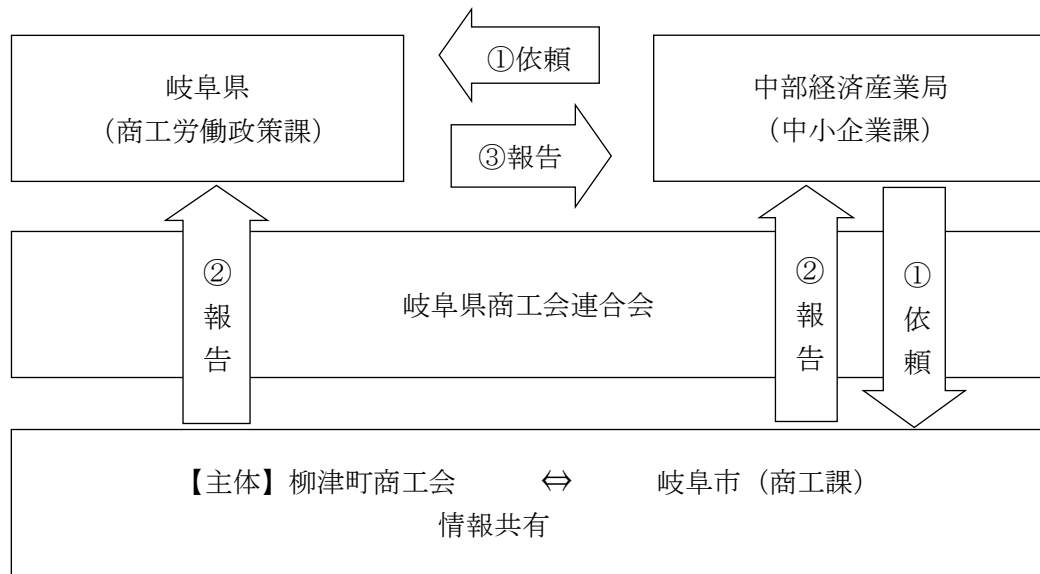 ①依頼
岐阜県
（商工労働政策課）
中部経済産業局
（中小企業課）
③報告
②報告
岐阜県商工会連合会
②報告
①依頼
【主体】柳津町商工会 ⇔ 岐阜市（商工課）
情報共有